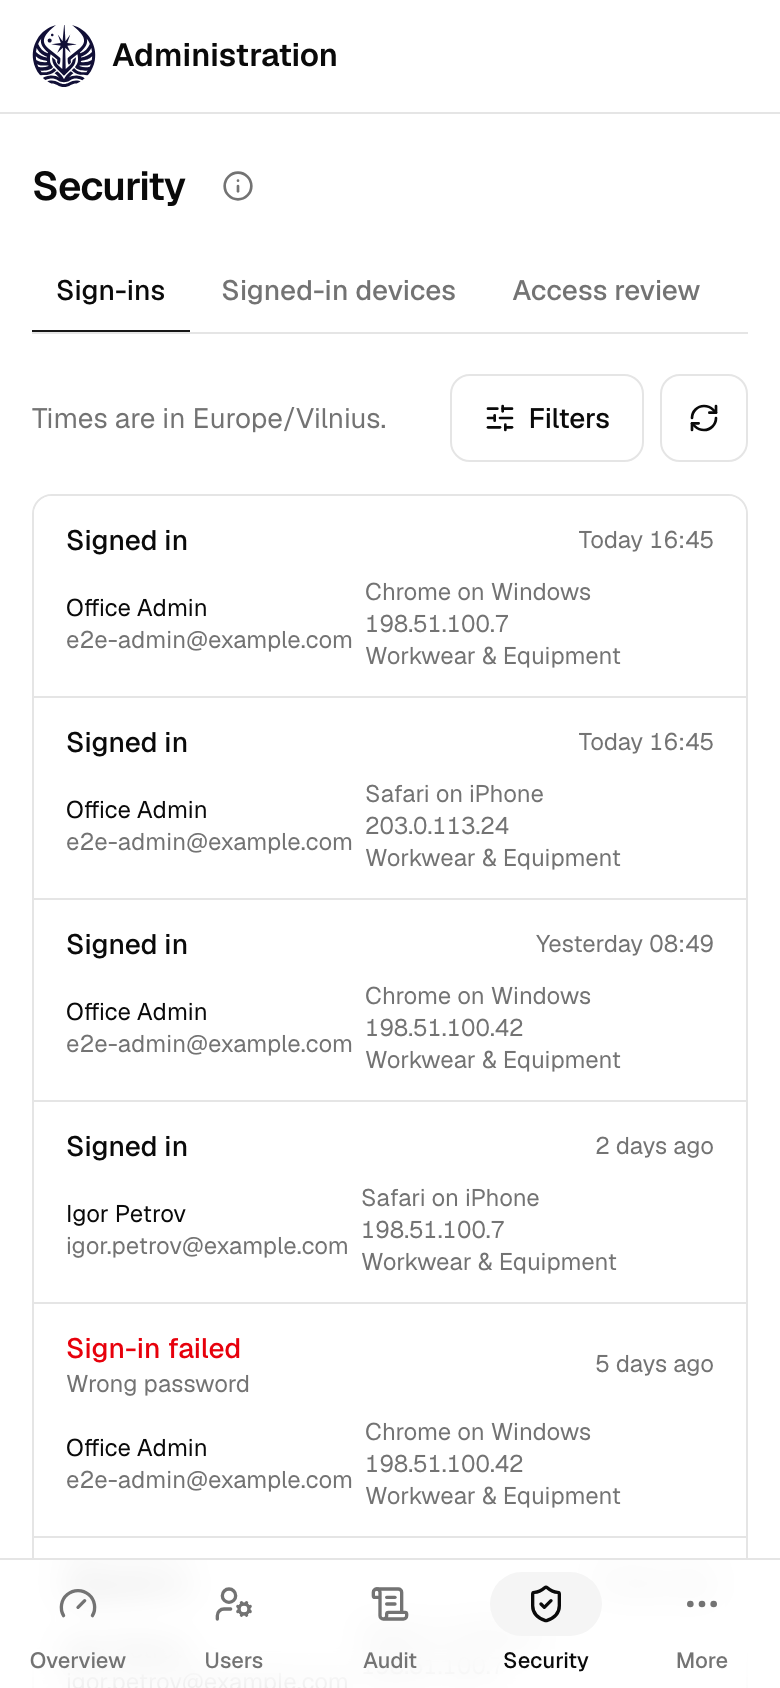 Administration
Security
Sign-ins Signed-in devices Access review
Times are in Europe/Vilnius.
Filters
Signed in
Today 16:45
Office Admin
e2e-admin@example.com
Chrome on Windows
198.51.100.7
Workwear & Equipment
Signed in
Today 16:45
Office Admin
e2e-admin@example.com
Safari on iPhone
203.0.113.24
Workwear & Equipment
Signed in
Yesterday 08:49
Office Admin
e2e-admin@example.com
Chrome on Windows
198.51.100.42
Workwear & Equipment
Signed in
2 days ago
Igor Petrov
igor.petrov@example.com
Safari on iPhone
198.51.100.7
Workwear & Equipment
Sign-in failed
Wrong password
5 days ago
Office Admin
e2e-admin@example.com
Chrome on Windows
198.51.100.42
Workwear & Equipment
Overview Users Audit Security More
igor.petrov@example.com